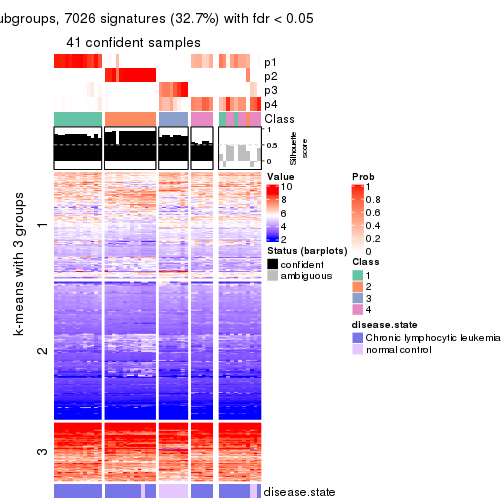 ubgroups, 7026 signatures (32.7%) with fdr < 0.05
41 confident samples
p1
p2
p3
p4
Class
1
0.5
0
Silhouette
score
k-means with 3 groups
1
2
3
disease.state
Value
10
8
6
4
2
Status (barplots)
confident
ambiguous
Prob
1
0.8
0.6
0.4
0.2
0
Class
1
2
3
4
disease.state
Chronic lymphocytic leukemia
normal control